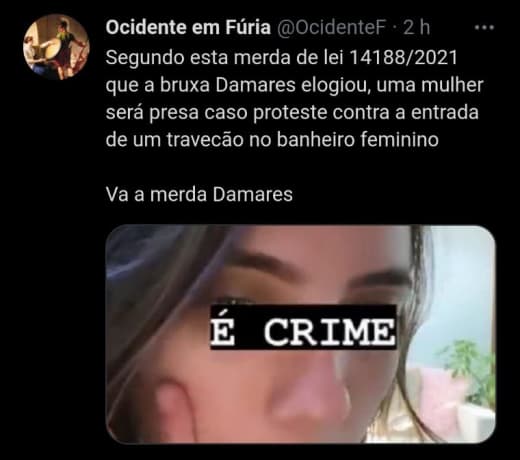 Ocidente em Fúria @OcidenteF · 2 h
Segundo esta merda de lei 14188/2021
que a bruxa Damares elogiou, uma mulher
será presa caso proteste contra a entrada
de um travecão no banheiro feminino
Va a merda Damares
É CRIME